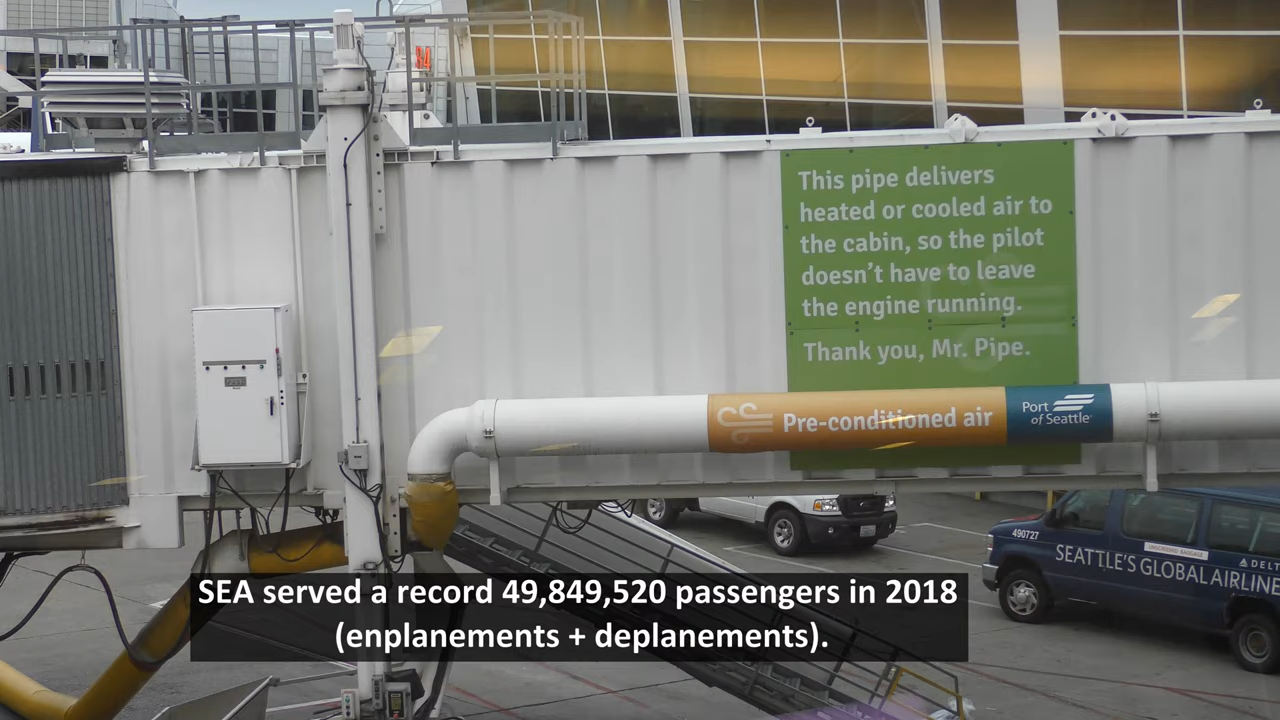 84
This pipe delivers
heated or cooled air to
the cabin, so the pilot
doesn't have to leave
the engine running.
Thank you, Mr. Pipe.
Pre-conditioned air
Port
of Seattle
490727
SEATTLE'S GLOBAL AIRLINE
DELT
SEA served a record 49,849,520 passengers in 2018
(enplanements + deplanements).